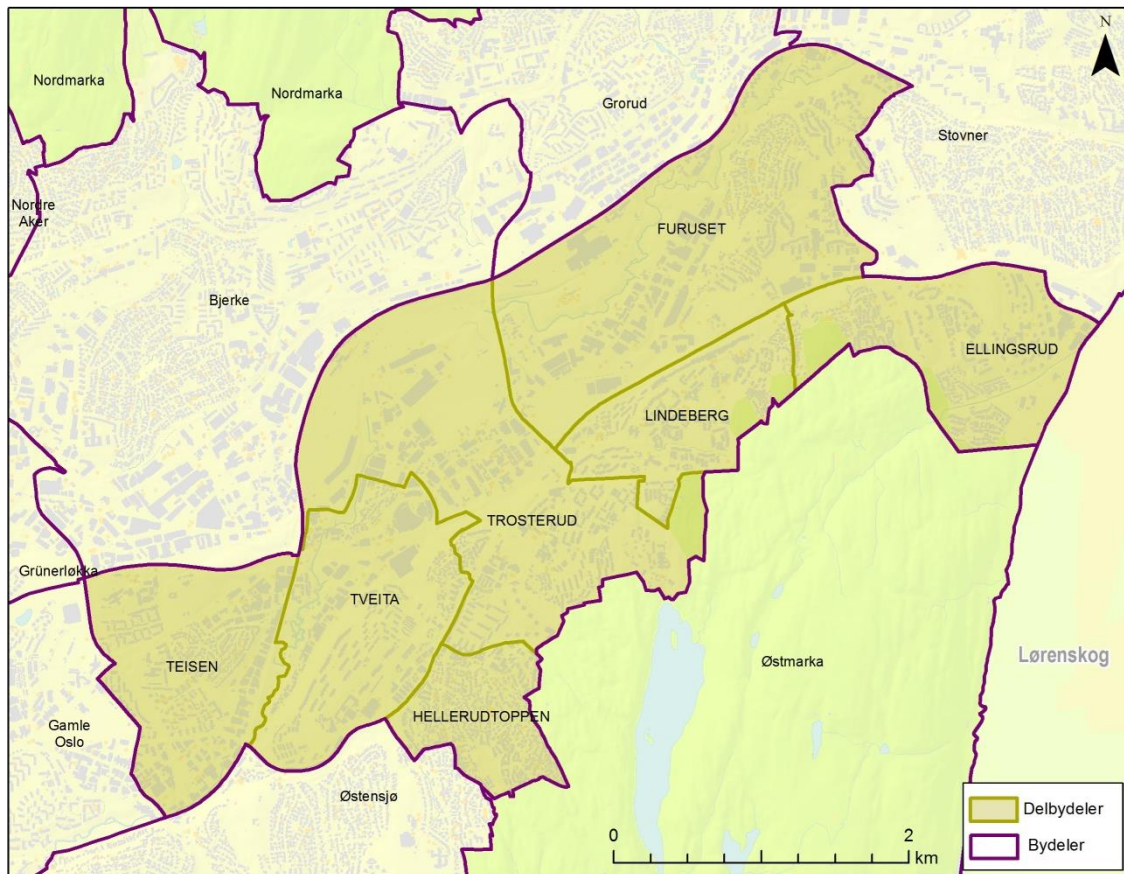 N
Nordmarka
Nordmarka
Grorud
Stovner
Nordre
Aker
FURUSET
Bjerke
ELLINGSRUD
LINDEBERG
TROSTERUD
Grünerløkka
TVEITA
TEISEN
Østmarka
Lørenskog
HELLERUDTOPPEN
Gamle
Oslo
Østensjø
Delbydeler
Bydeler
0 2
km